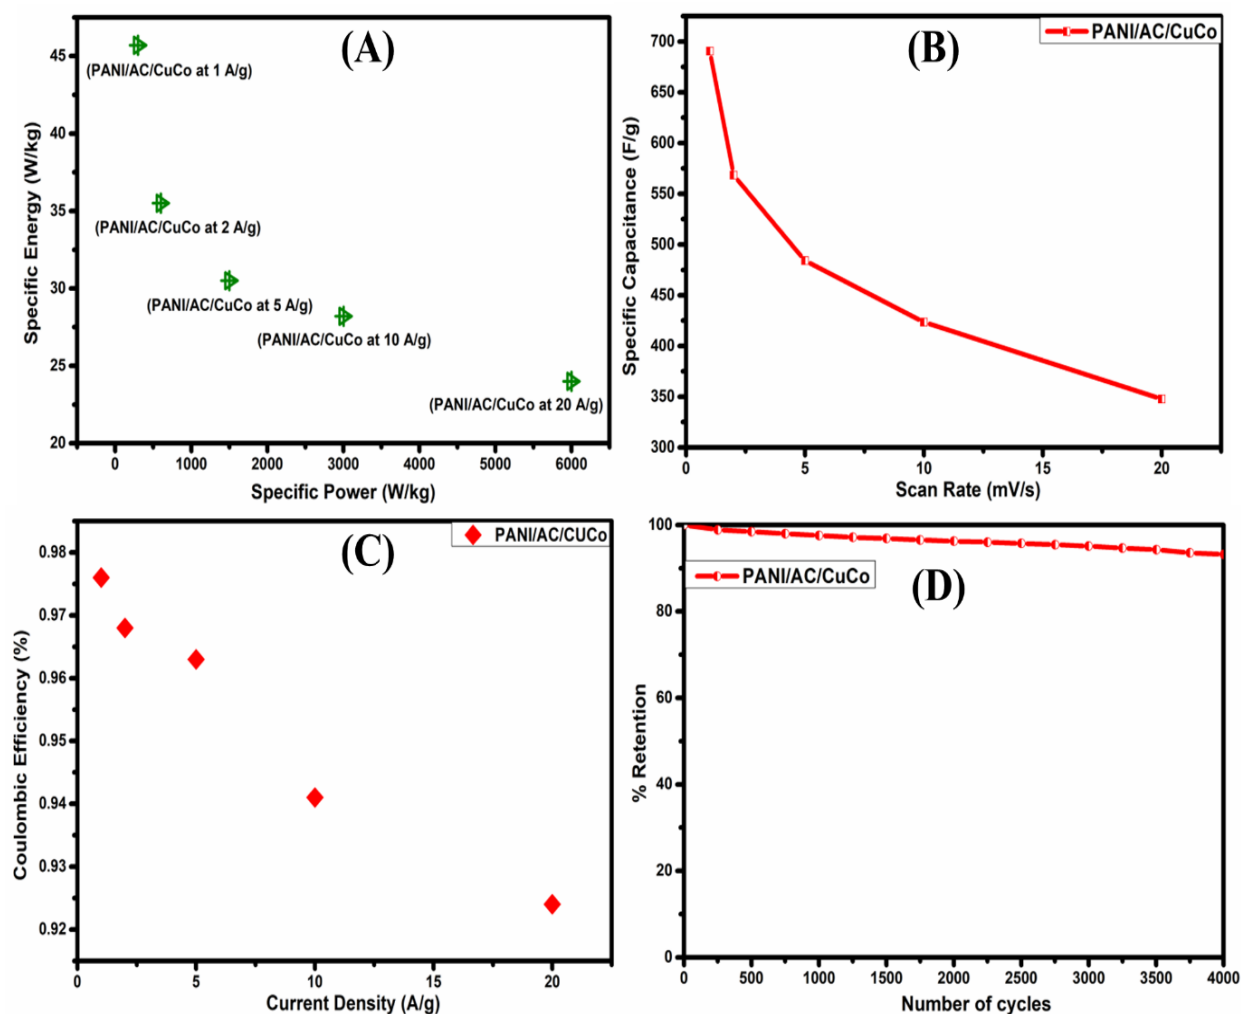 (A)
45
40
35
30
25
20
Specific Energy (W/kg)
(PANI/AC/CuCo at 1 A/g)
(PANI/AC/CuCo at 2 A/g)
(PANI/AC/CuCo at 5 A/g)
(PANI/AC/CuCo at 10 A/g)
(PANI/AC/CuCo at 20 A/g)
0 1000 2000 3000 4000 5000 6000
Specific Power (W/kg)
(B)
PANI/AC/CuCo
700
650
600
550
500
450
400
350
300
Specific Capacitance (F/g)
0 5 10 15 20
Scan Rate (mV/s)
(C)
PANI/AC/CUCo
0.98
0.97
0.96
0.95
0.94
0.93
0.92
Coulombic Efficiency (%)
0 5 10 15 20
Current Density (A/g)
(D)
PANI/AC/CuCo
100
80
60
40
20
0
% Retention
0 500 1000 1500 2000 2500 3000 3500 4000
Number of cycles